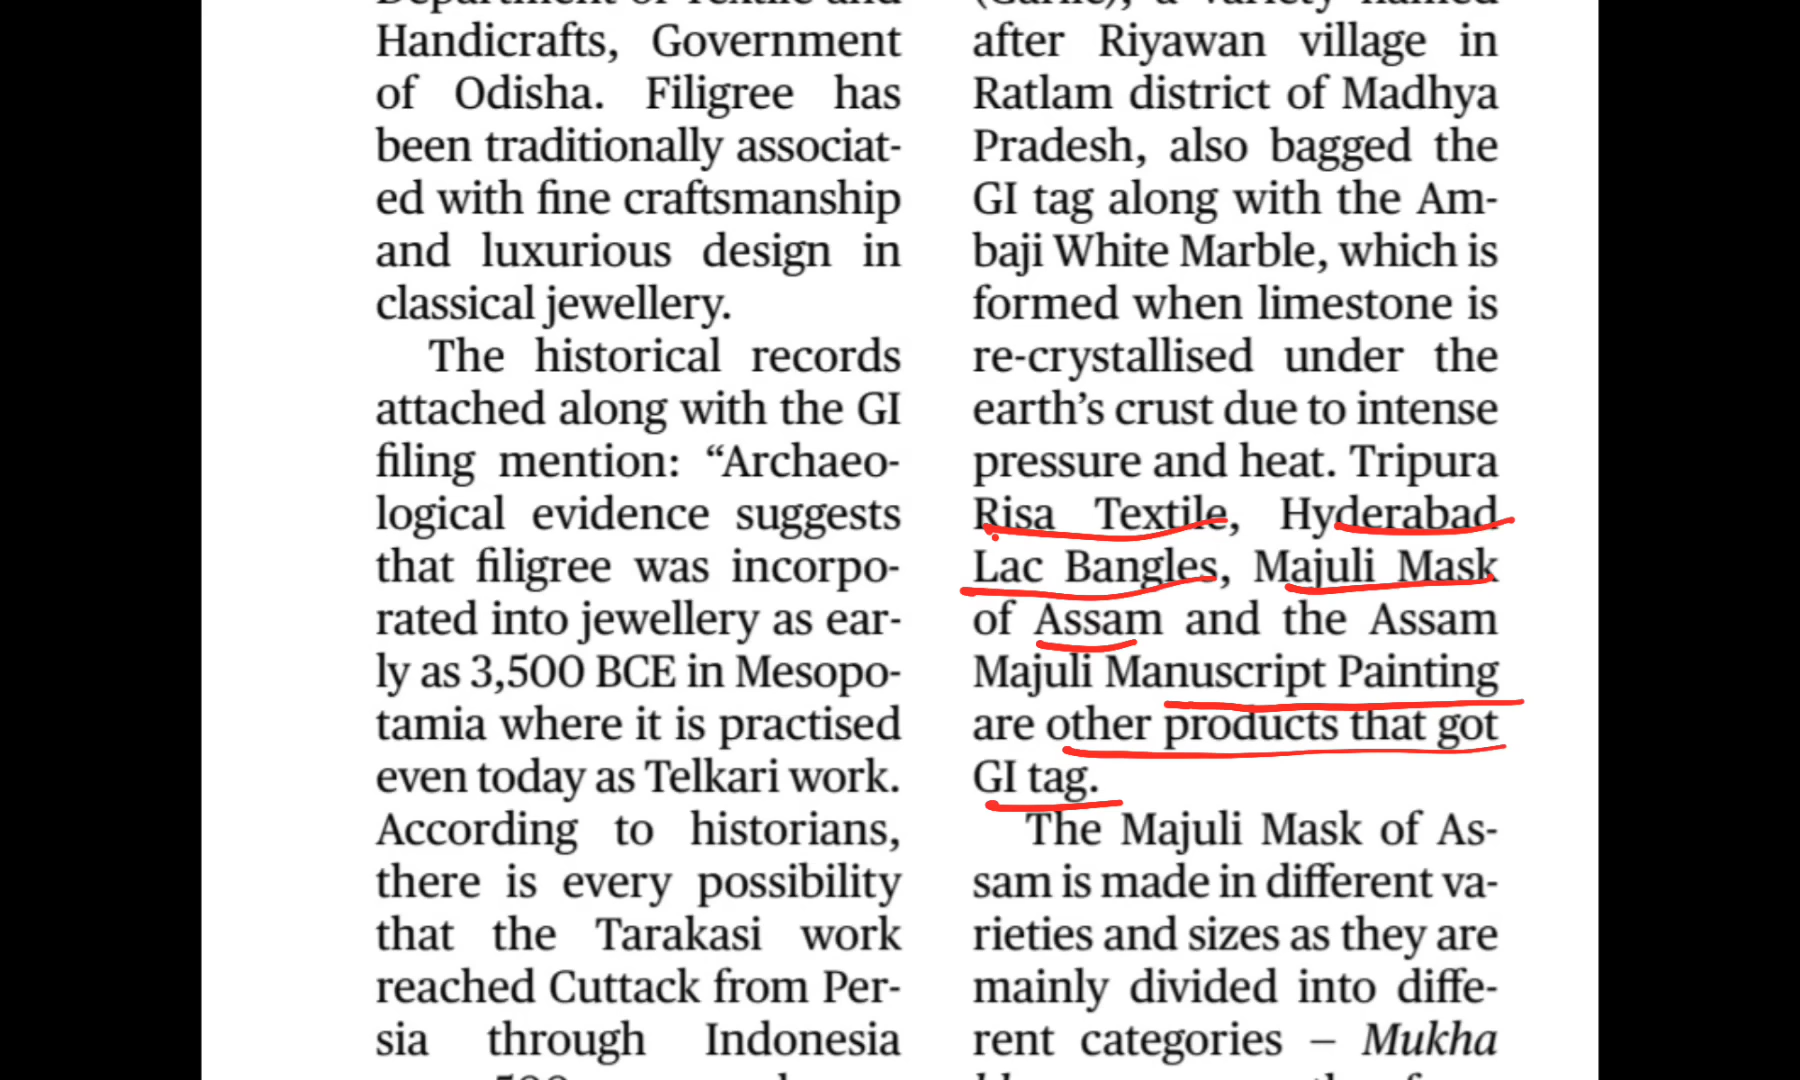 Department of Textile and
Handicrafts, Government
of Odisha. Filigree has
been traditionally associat-
ed with fine craftsmanship
and luxurious design in
classical jewellery.
The historical records
attached along with the GI
filing mention: “Archaeo-
logical evidence suggests
that filigree was incorpo-
rated into jewellery as ear-
ly as 3,500 BCE in Mesopo-
tamia where it is practised
even today as Telkari work.
According to historians,
there is every possibility
that the Tarakasi work
reached Cuttack from Per-
sia through Indonesia
(Garlic), a variety named
after Riyawan village in
Ratlam district of Madhya
Pradesh, also bagged the
GI tag along with the Am-
baji White Marble, which is
formed when limestone is
re-crystallised under the
earth’s crust due to intense
pressure and heat. Tripura
Risa Textile, Hyderabad
Lac Bangles, Majuli Mask
of Assam and the Assam
Majuli Manuscript Painting
are other products that got
GI tag.
The Majuli Mask of As-
sam is made in different va-
rieties and sizes as they are
mainly divided into diffe-
rent categories – Mukha